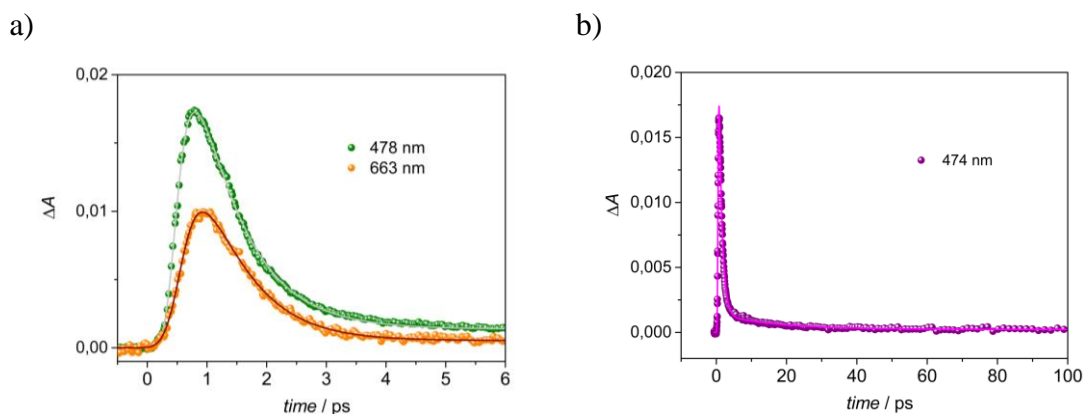 a)
0,02
0,01
0,00
ΔA
478 nm
663 nm
0 1 2 3 4 5 6
time / ps
b)
0,020
0,015
0,010
0,005
0,000
ΔA
474 nm
0 20 40 60 80 100
time / ps